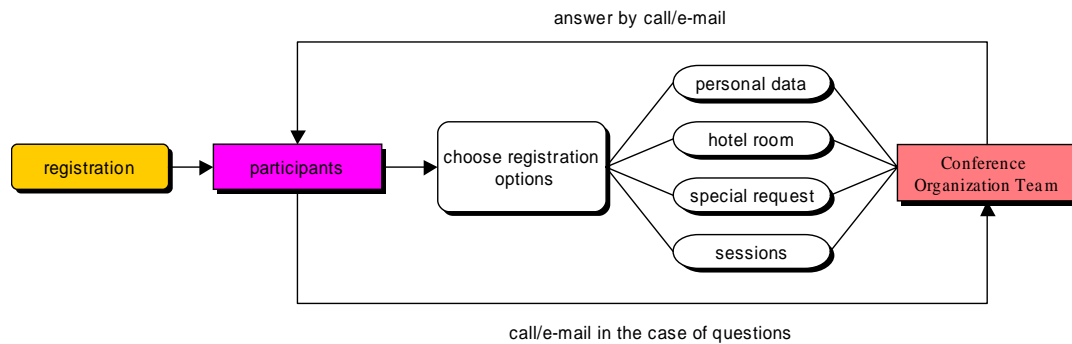 answer by call/e-mail
registration
participants
choose registration
options
personal data
hotel room
special request
sessions
Conference
Organization Team
call/e-mail in the case of questions